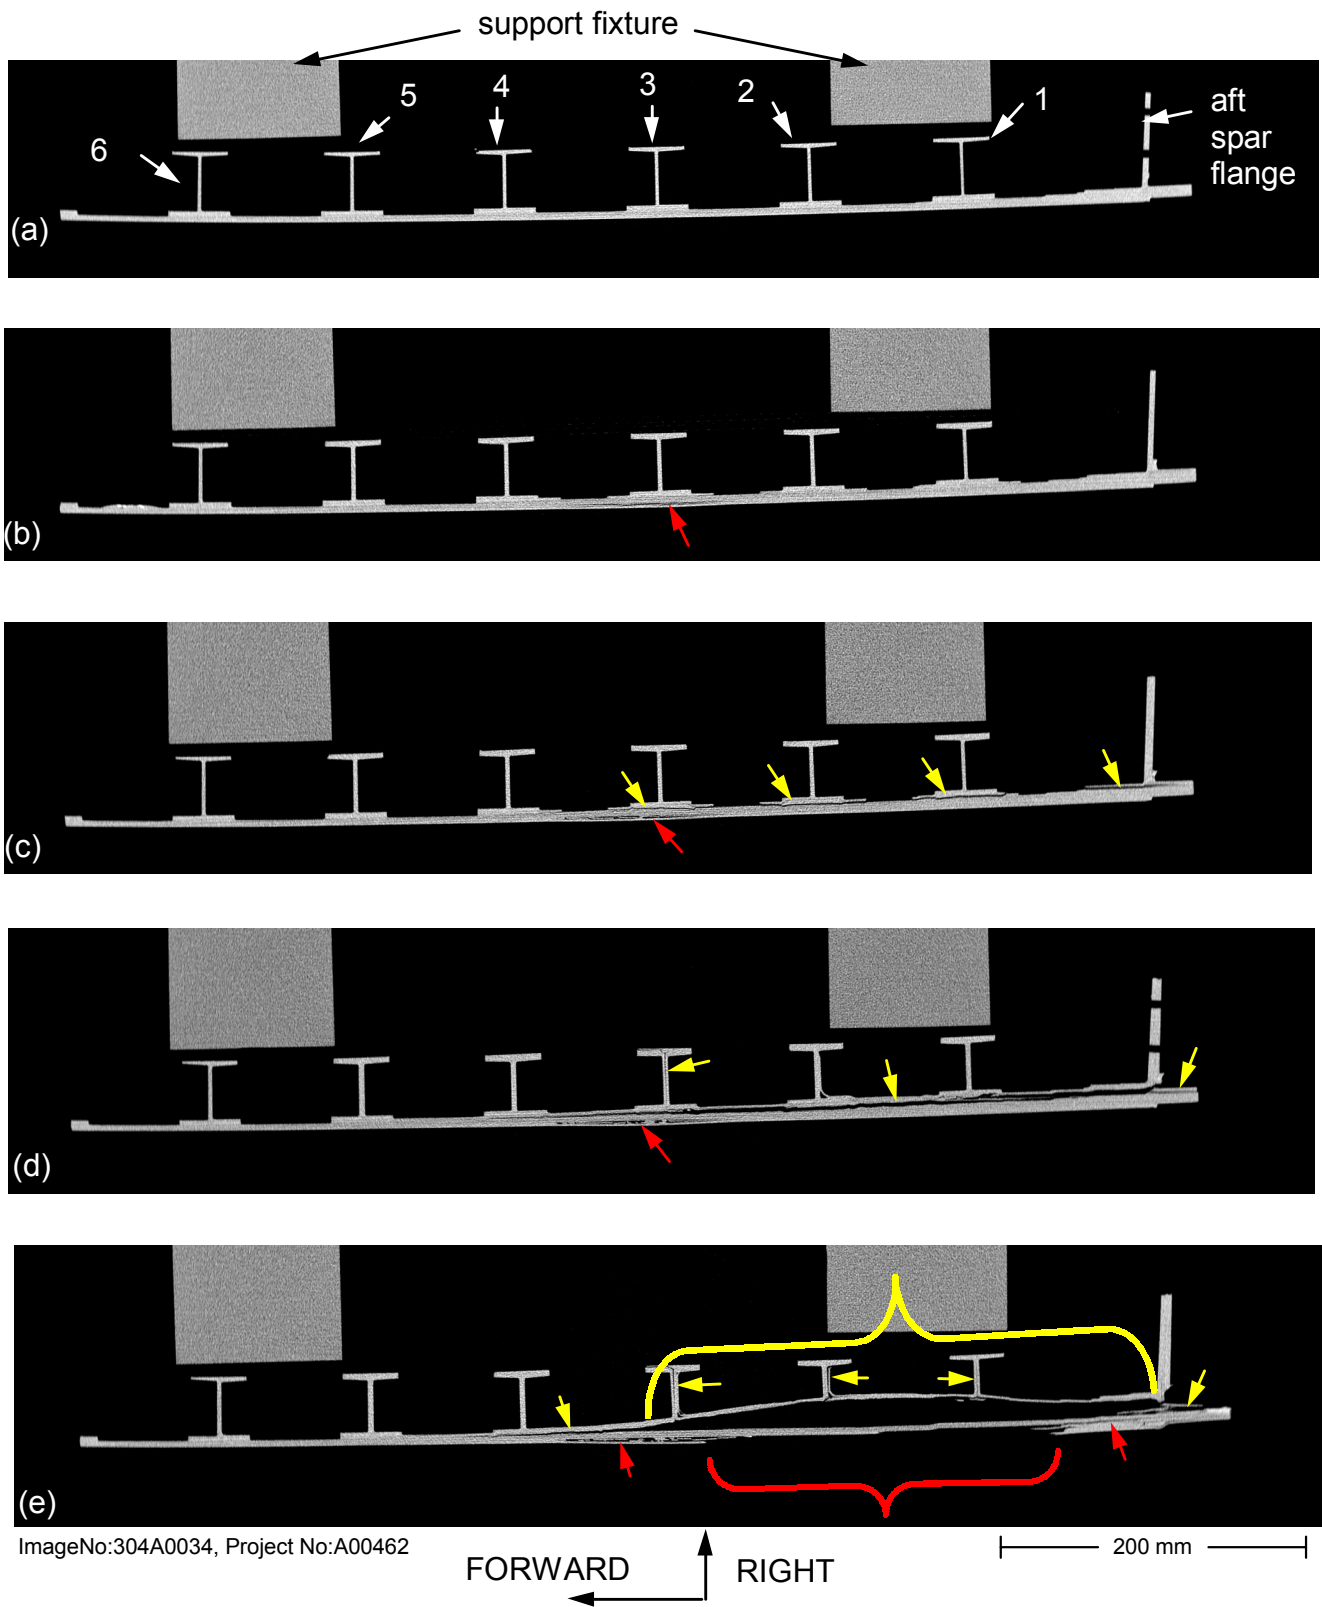 support fixture
6
5
4
3
2
1
aft
spar
flange
(a)
(b)
(c)
(d)
(e)
ImageNo:304A0034, Project No:A00462
200 mm
FORWARD
RIGHT